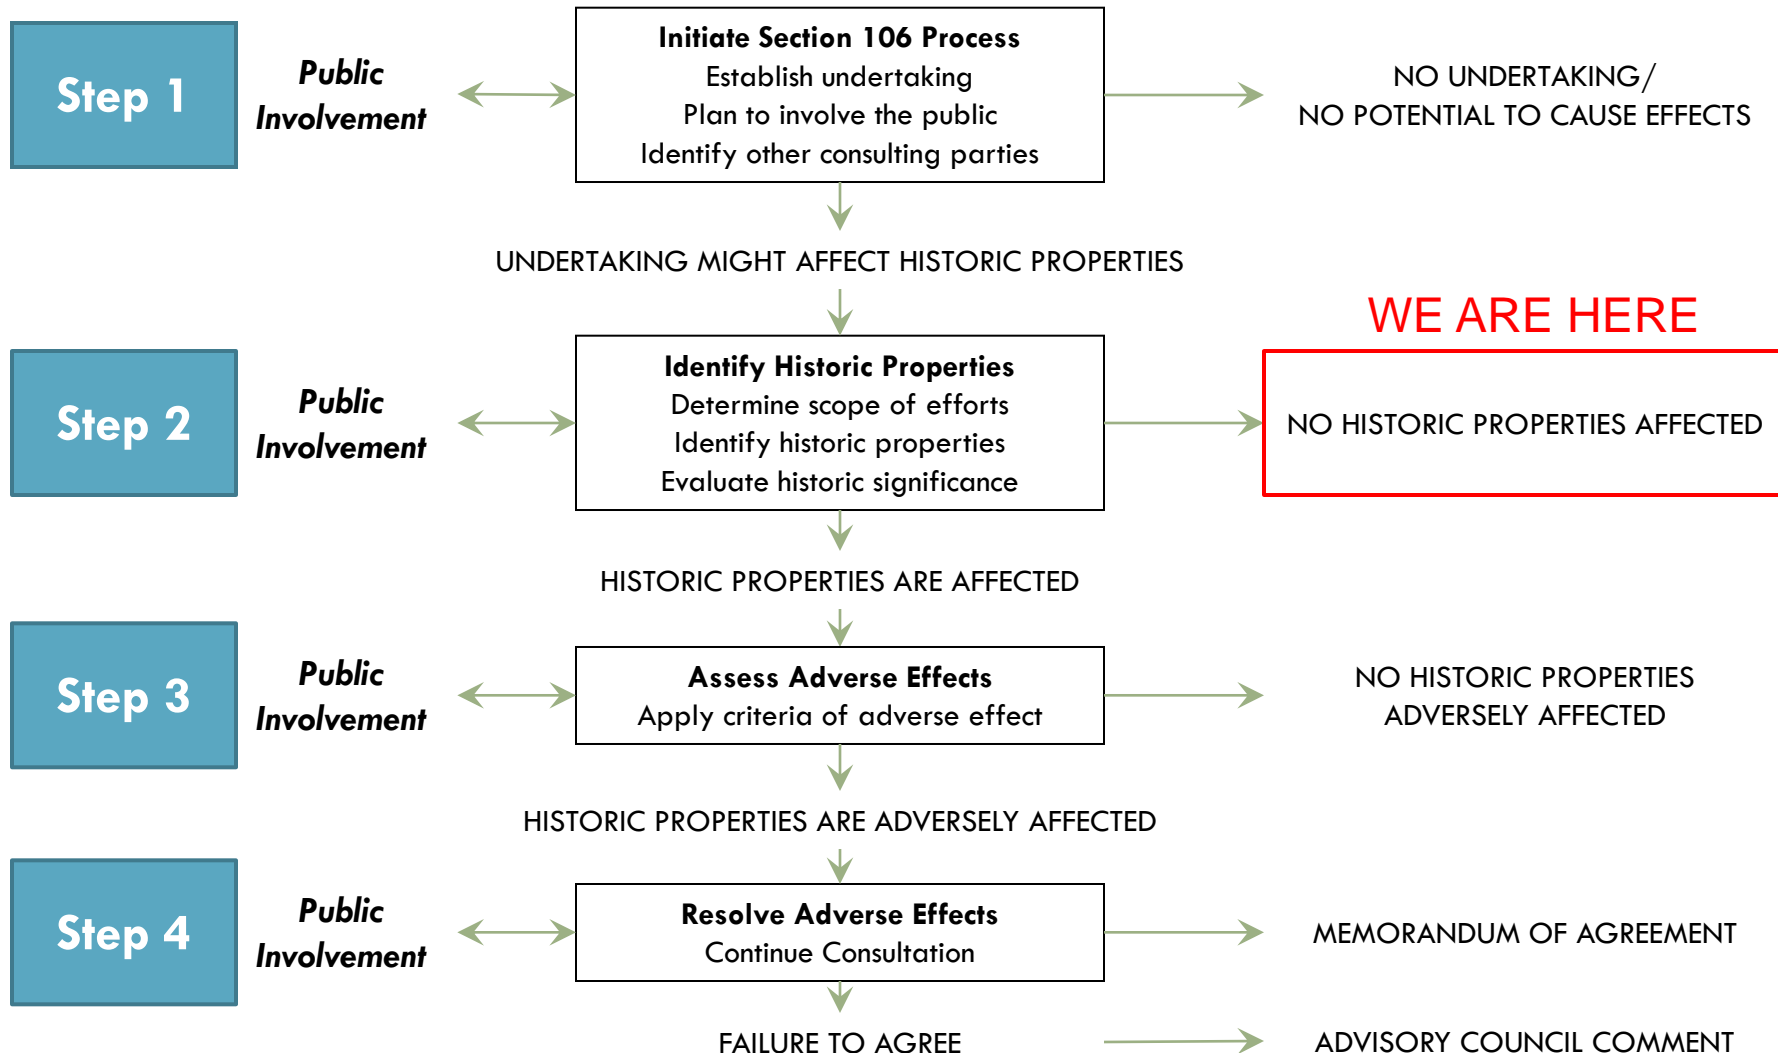 Step 1
Public
Involvement
Initiate Section 106 Process
Establish undertaking
Plan to involve the public
Identify other consulting parties
NO UNDERTAKING/
NO POTENTIAL TO CAUSE EFFECTS
UNDERTAKING MIGHT AFFECT HISTORIC PROPERTIES
WE ARE HERE
Step 2
Public
Involvement
Identify Historic Properties
Determine scope of efforts
Identify historic properties
Evaluate historic significance
NO HISTORIC PROPERTIES AFFECTED
HISTORIC PROPERTIES ARE AFFECTED
Step 3
Public
Involvement
Assess Adverse Effects
Apply criteria of adverse effect
NO HISTORIC PROPERTIES
ADVERSELY AFFECTED
HISTORIC PROPERTIES ARE ADVERSELY AFFECTED
Step 4
Public
Involvement
Resolve Adverse Effects
Continue Consultation
MEMORANDUM OF AGREEMENT
FAILURE TO AGREE
ADVISORY COUNCIL COMMENT